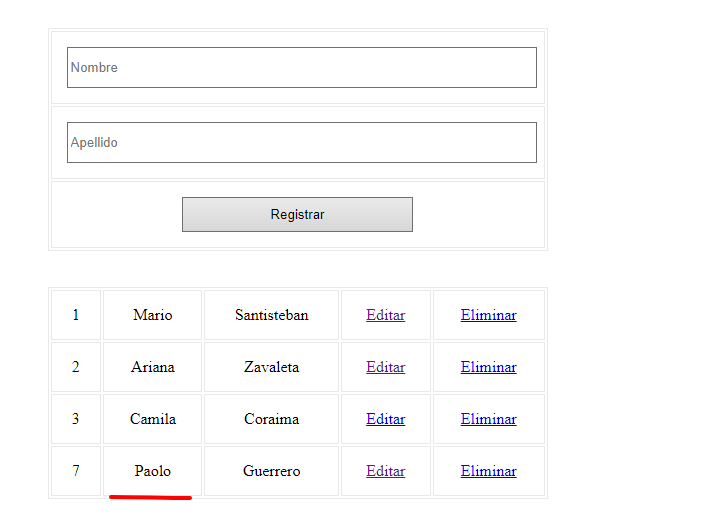 Nombre
Apellido
Registrar
1 Mario Santisteban Editar Eliminar
2 Ariana Zavaleta Editar Eliminar
3 Camila Coraima Editar Eliminar
7 Paolo Guerrero Editar Eliminar